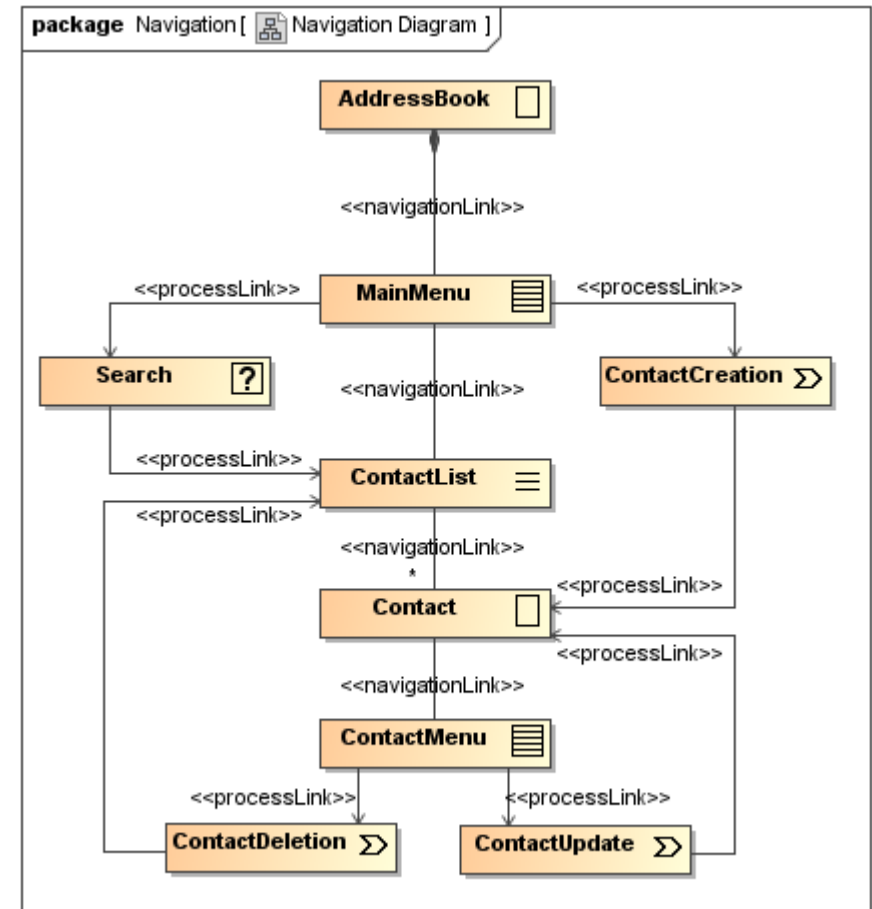 package Navigation [ Navigation Diagram ]
AddressBook
<<navigationLink>>
<<processLink>>
MainMenu
<<processLink>>
Search ?
<<navigationLink>>
ContactCreation
<<processLink>>
ContactList
<<processLink>>
<<navigationLink>>
*
<<processLink>>
Contact
<<processLink>>
<<navigationLink>>
ContactMenu
<<processLink>>
<<processLink>>
ContactDeletion
ContactUpdate